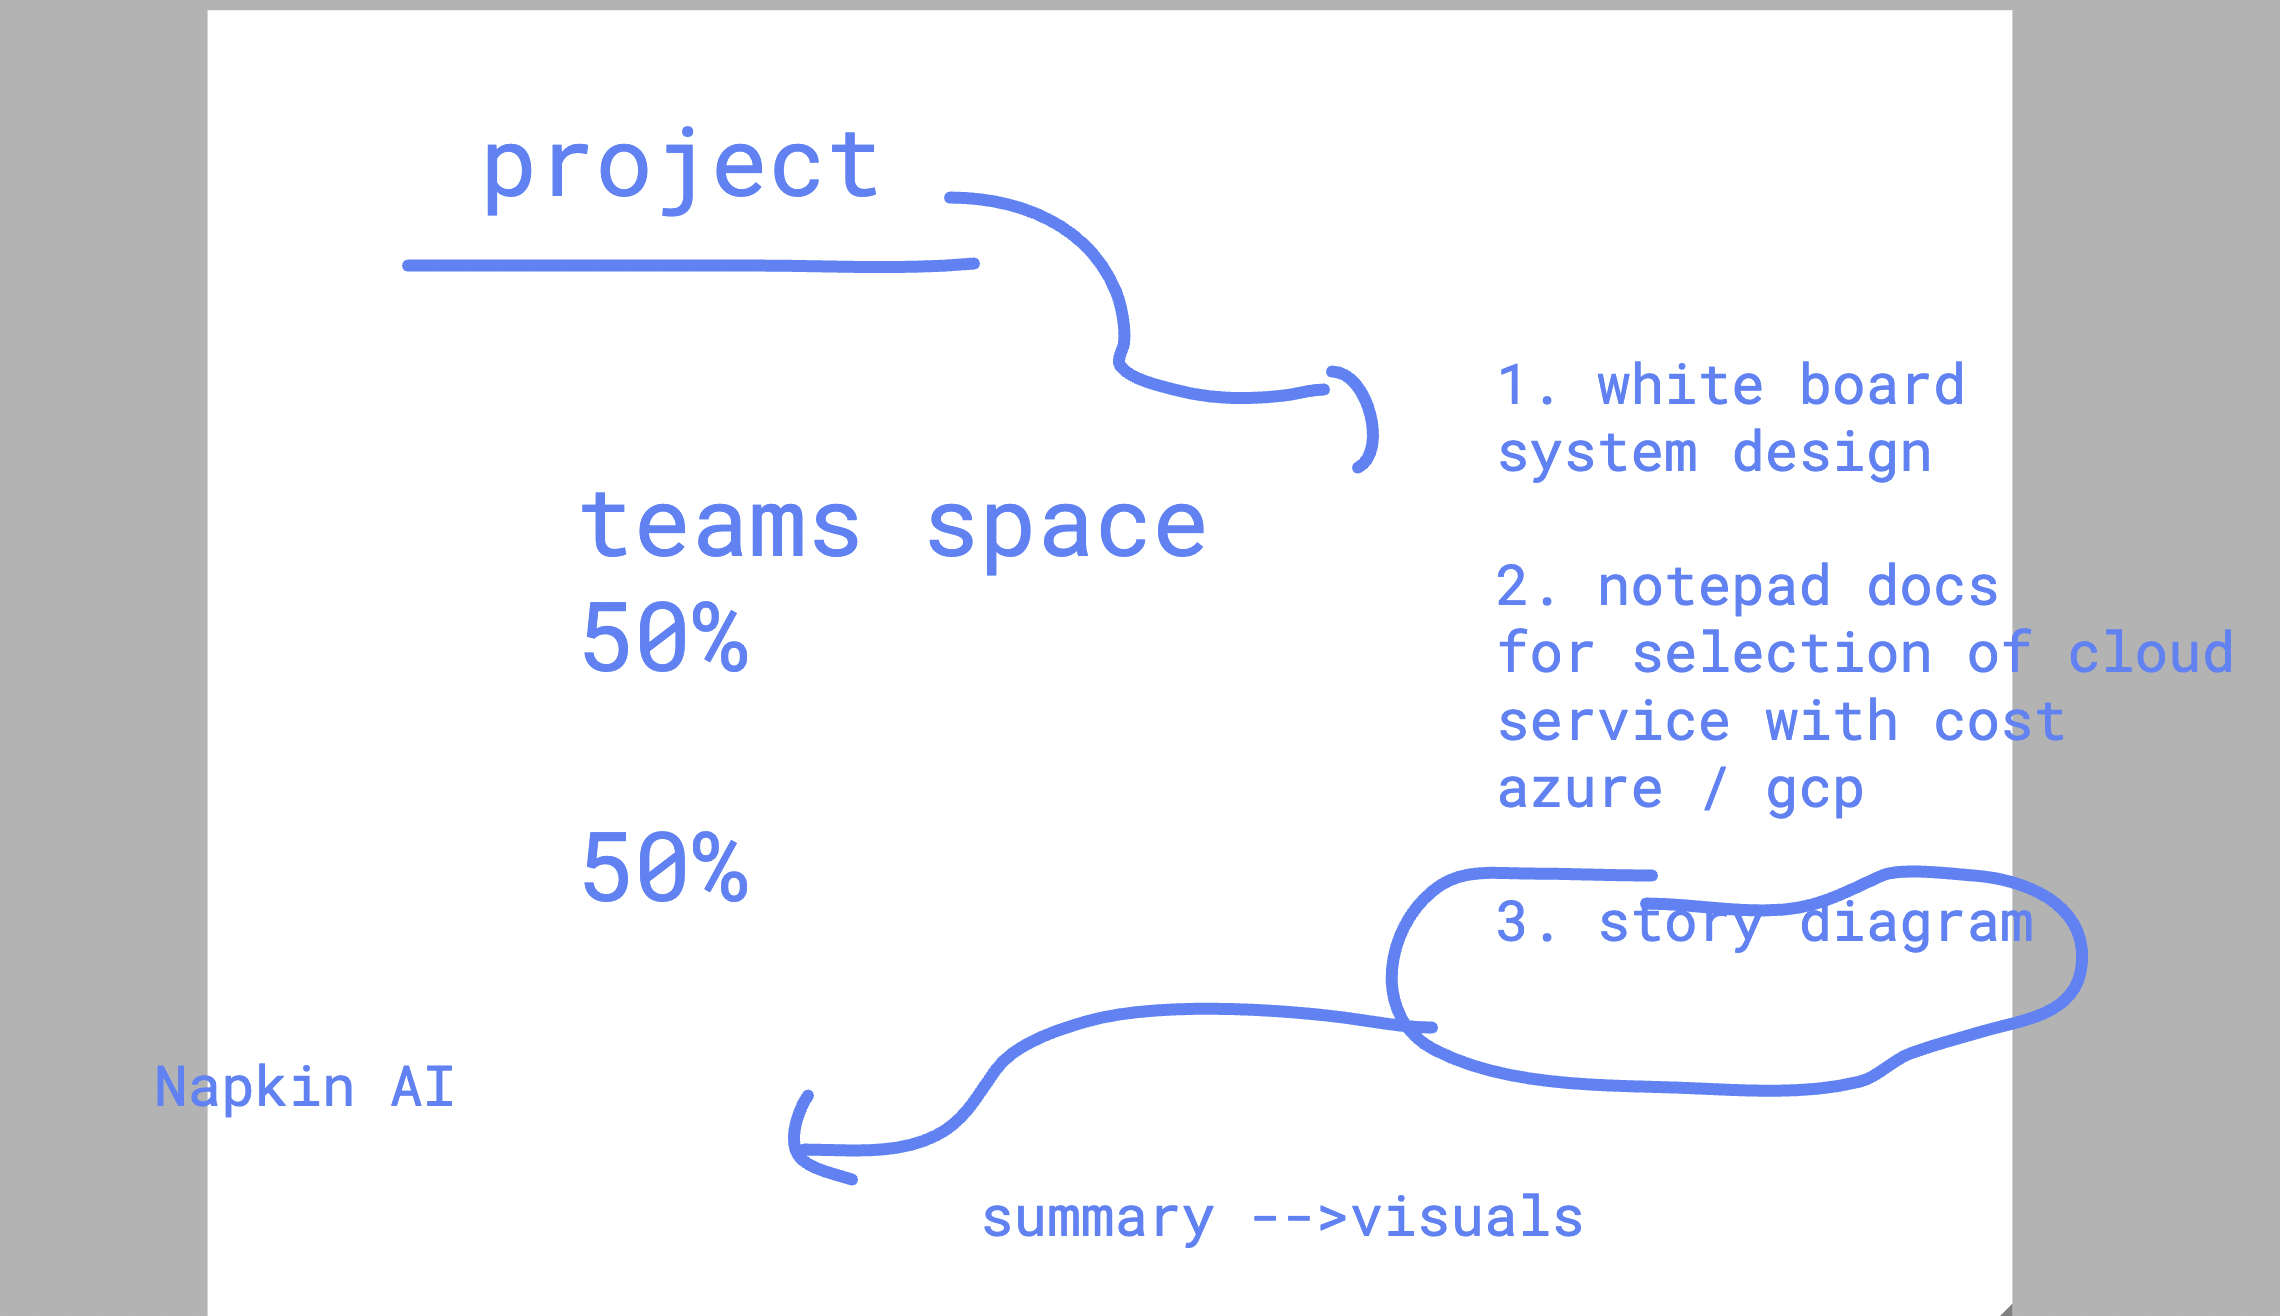 project
teams space
50%
50%
1. white board
system design
2. notepad docs
for selection of cloud
service with cost
azure / gcp
3. story diagram
Napkin AI
summary -->visuals